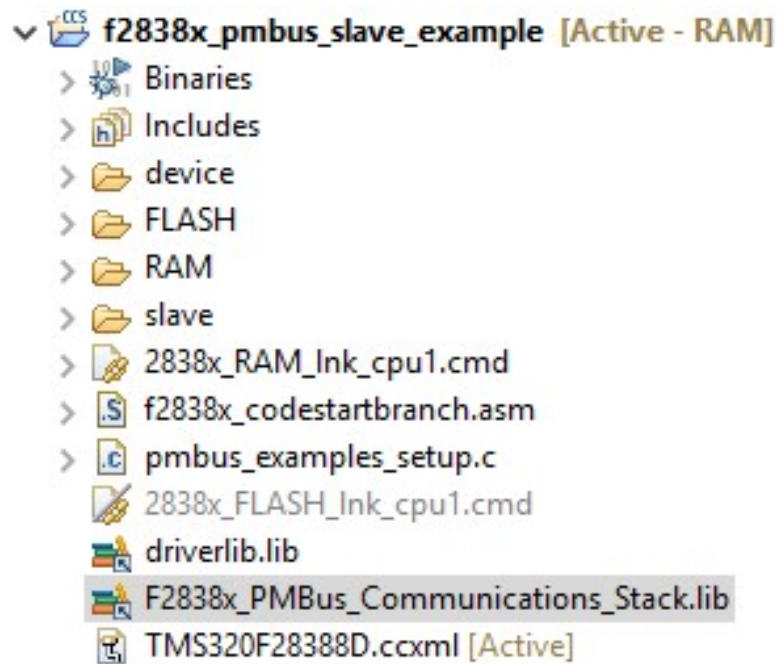 f2838x_pmbus_slave_example [Active - RAM]
Binaries
Includes
device
FLASH
RAM
slave
2838x_RAM_lnk_cpu1.cmd
f2838x_codestartbranch.asm
pmbus_examples_setup.c
2838x_FLASH_lnk_cpu1.cmd
driverlib.lib
F2838x_PMBus_Communications_Stack.lib
TMS320F28388D.ccxml [Active]